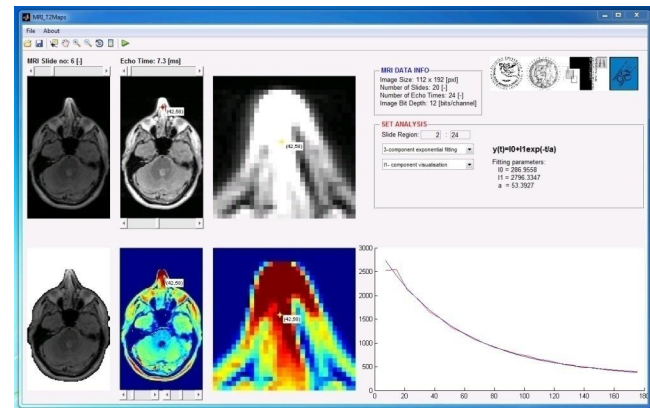 MRI_T2Maps
File About
MRI Slide no: 6 [-]
Echo Time: 7.3 [ms]
(42,50)
(42,50)
MRI DATA INFO
Image Size: 112 x 192 [pxl]
Number of Slides: 20 [-]
Number of Echo Times: 24 [-]
Image Bit Depth: 12 [bits/channel]
SET ANALYSIS
Slide Region: 2 : 24
3-component exponential fitting
I1- component visualisation
y(t)=I0+I1exp(-t/a)
Fitting parameters:
I0 = 286.9558
I1 = 2796.3347
a = 53.3927
(42,50)
(42,50)
3000
2500
2000
1500
1000
500
0
0 20 40 60 80 100 120 140 160 180